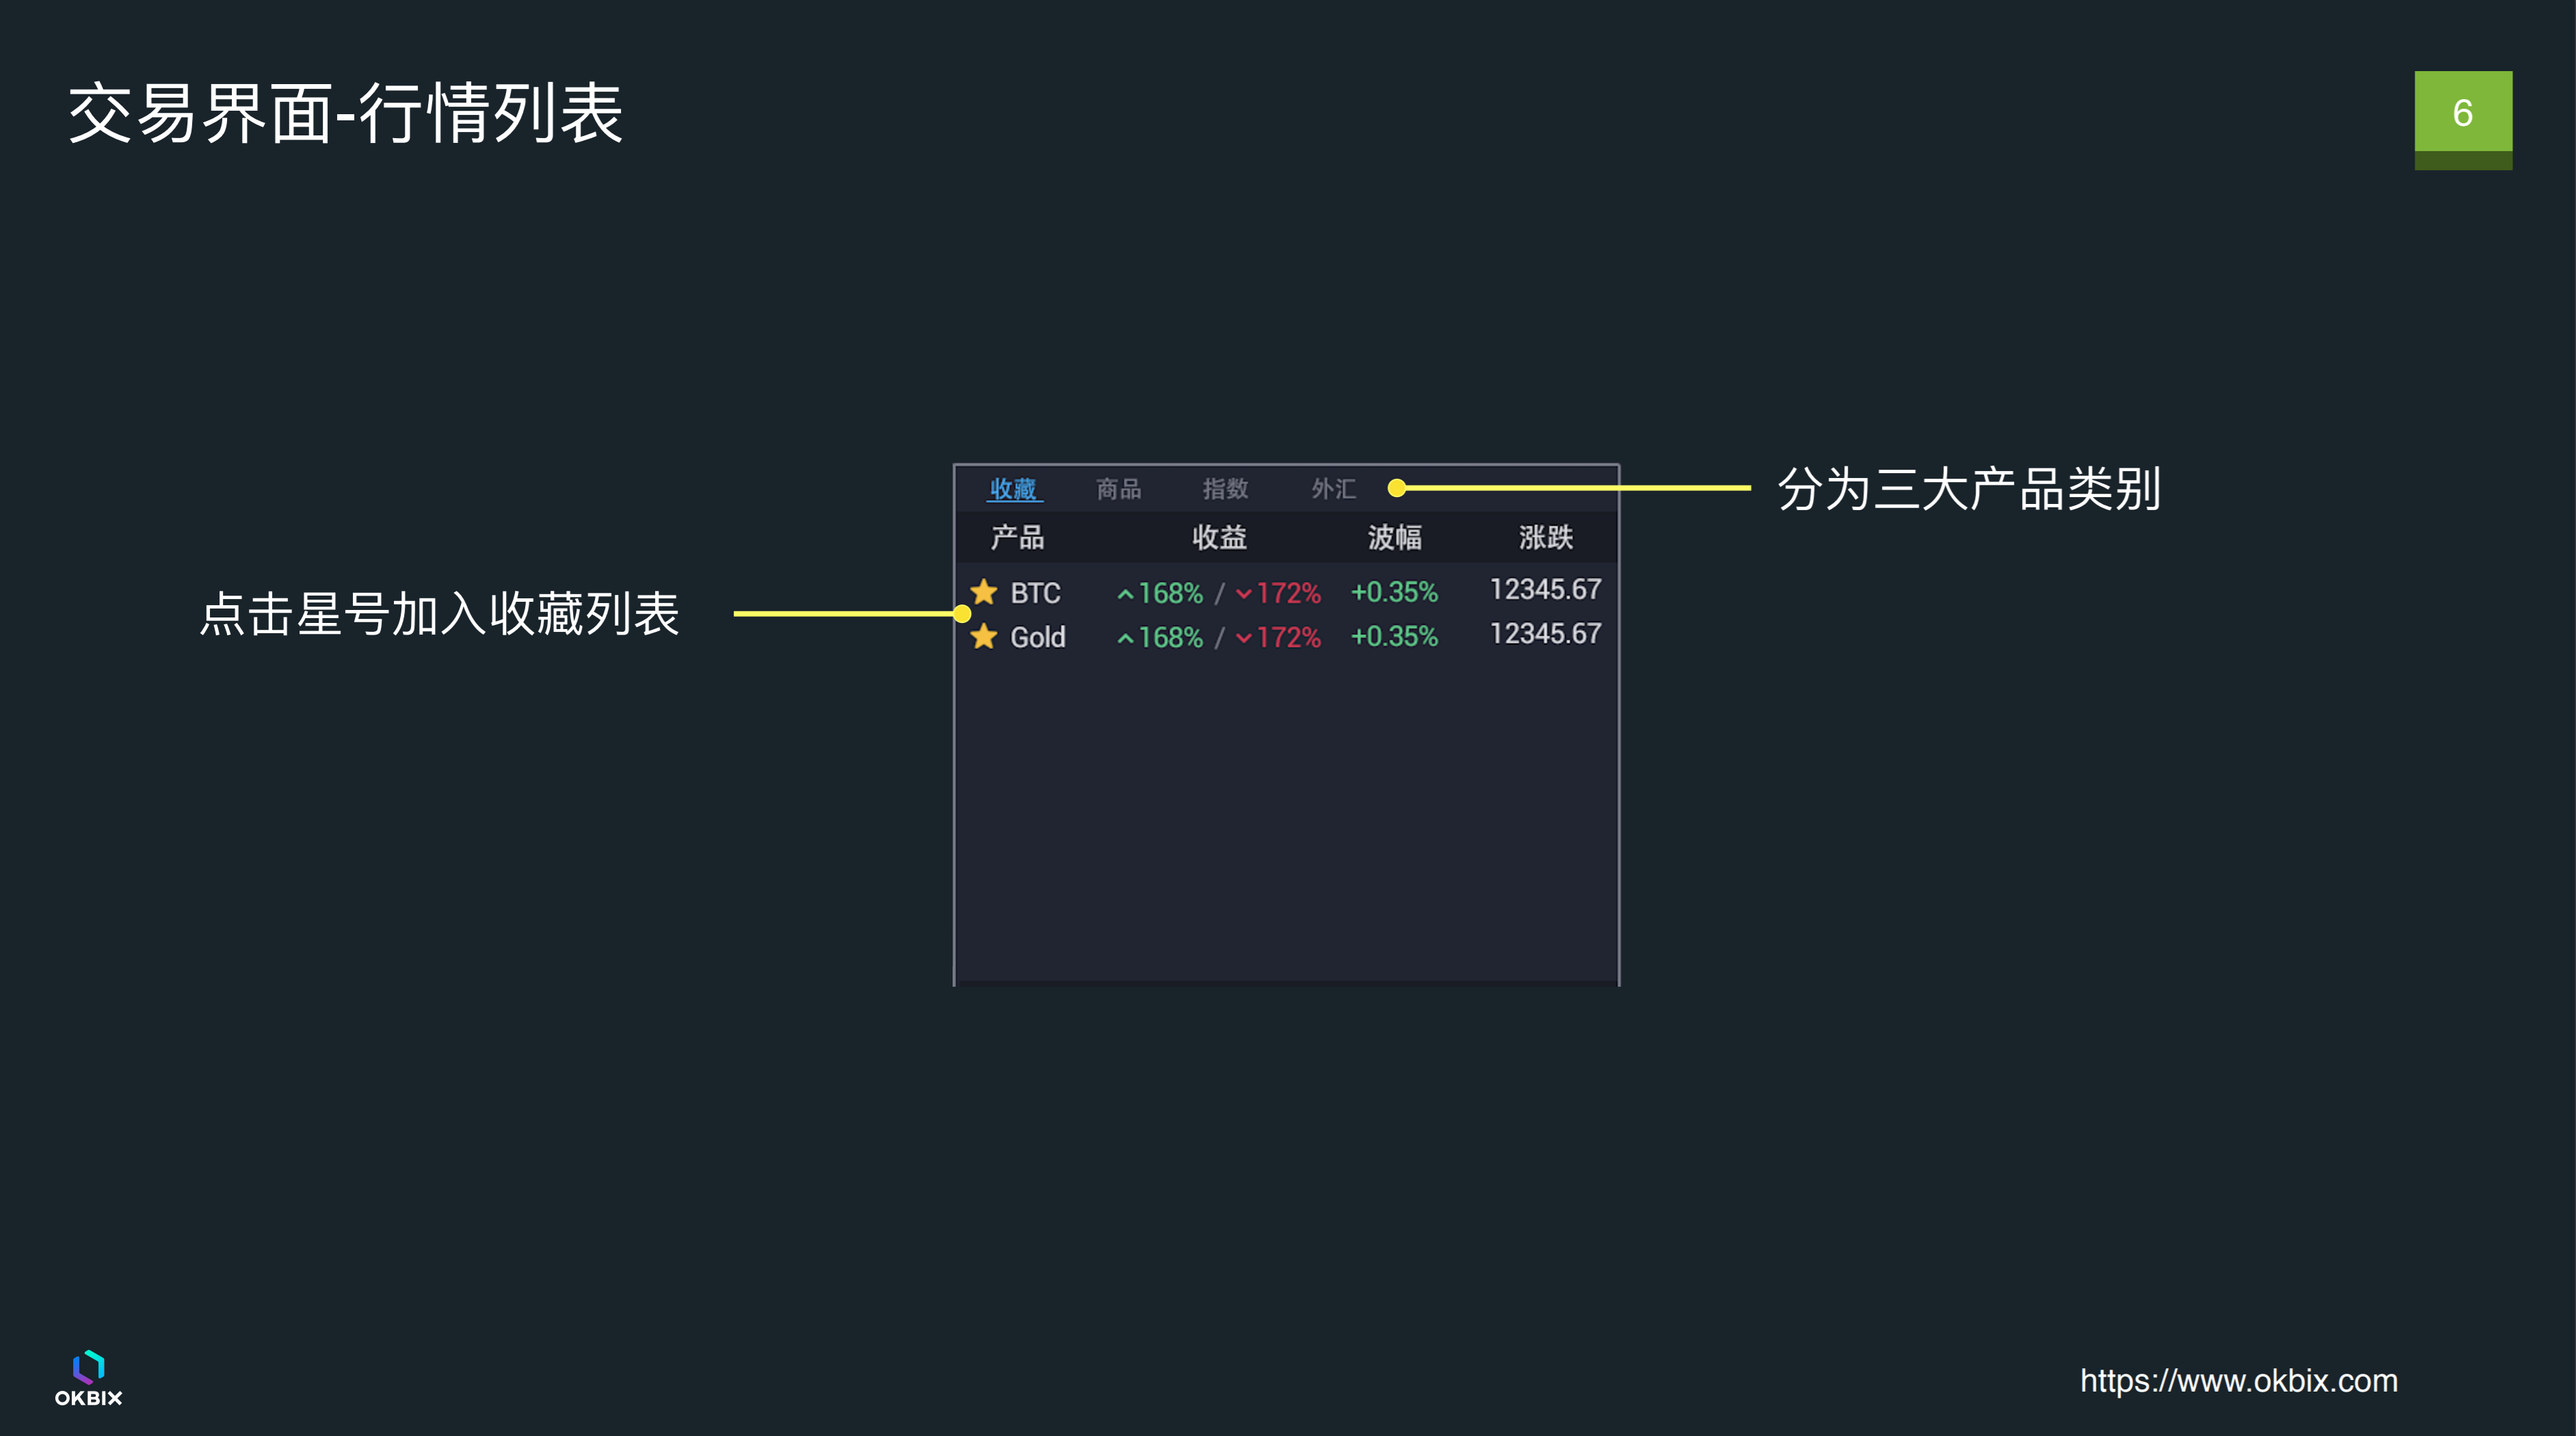 交易界面-行情列表
6
收藏 商品 指数 外汇
分为三大产品类别
产品 收益 波幅 涨跌
点击星号加入收藏列表
BTC 168% / 172% +0.35% 12345.67
Gold 168% / 172% +0.35% 12345.67
OKBIX
https://www.okbix.com